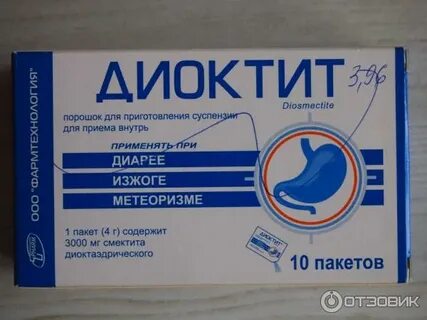 ООО "ФАРМТЕХНОЛОГИЯ"
ДИОКТИТ
3,96
Diosmectite
порошок для приготовления суспензии
для приема внутрь
ПРИМЕНЯТЬ ПРИ
ДИАРЕЕ
ИЗЖОГЕ
МЕТЕОРИЗМЕ
1 пакет (4 г) содержит
3000 мг смектита
диоктаэдрического
ДИОКТИТ
10 пакетов
ОТЗОВИК